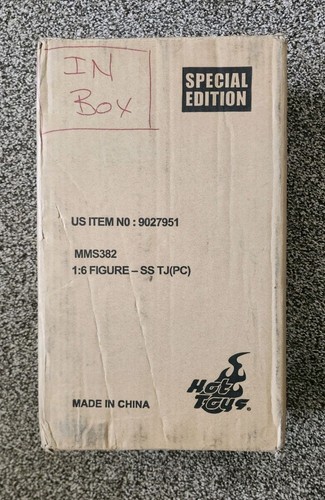 IN
Box
SPECIAL
EDITION
US ITEM NO : 9027951
MMS382
1:6 FIGURE – SS TJ(PC)
Hot
Toys®
MADE IN CHINA